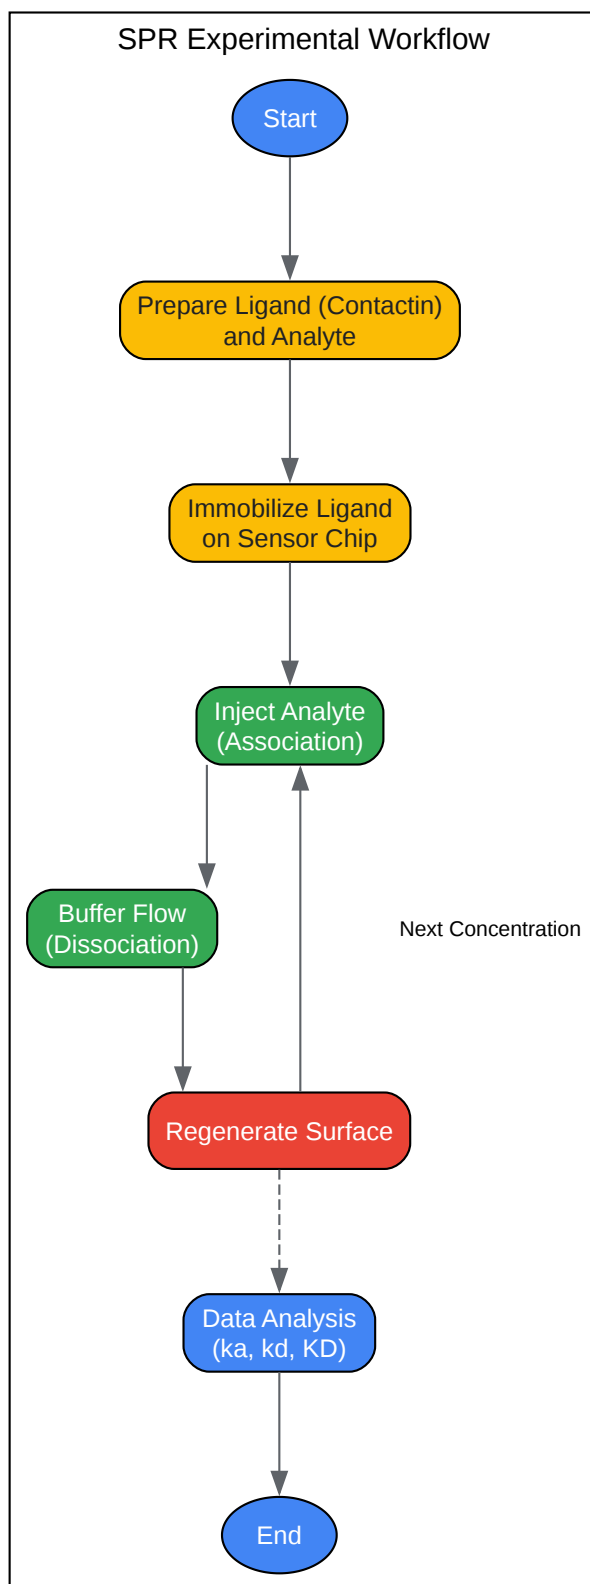 SPR Experimental Workflow
Start
Prepare Ligand (Contactin)
and Analyte
Immobilize Ligand
on Sensor Chip
Inject Analyte
(Association)
Buffer Flow
(Dissociation)
Next Concentration
Regenerate Surface
Data Analysis
(ka, kd, KD)
End